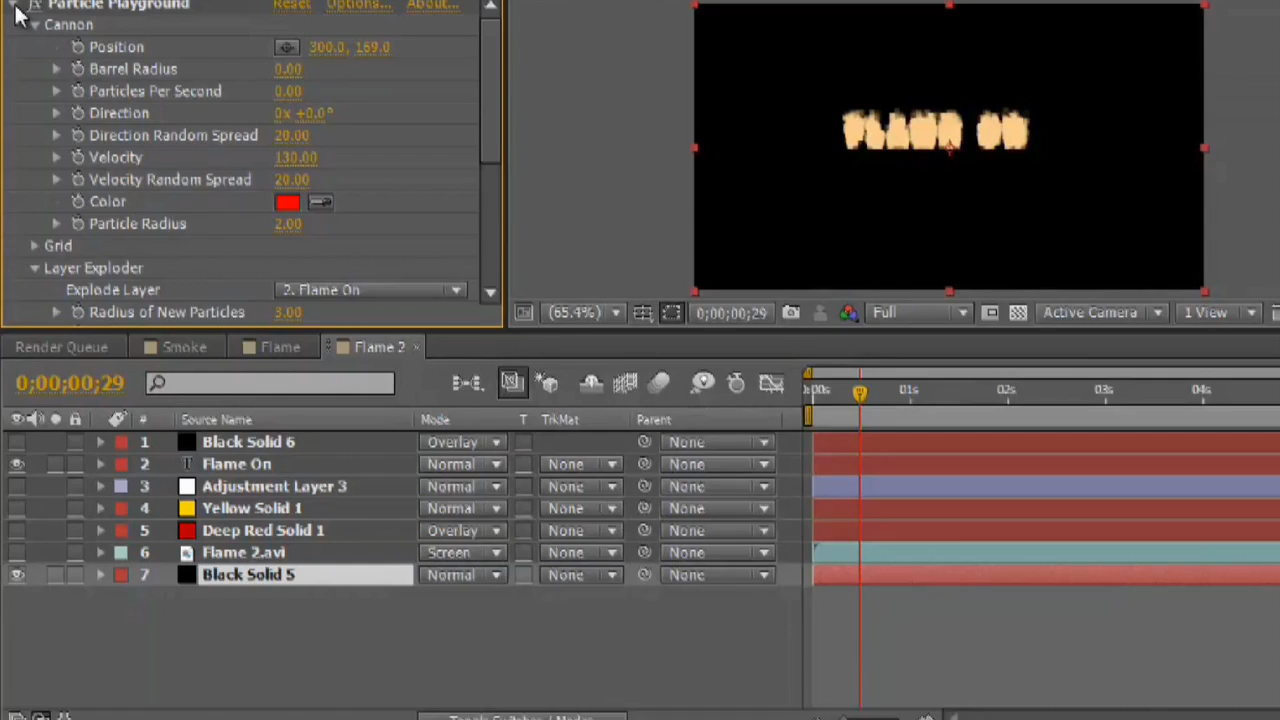 fx Particle Playground Reset Options... About...
Cannon
Position 300.0, 169.0
Barrel Radius 0.00
Particles Per Second 0.00
Direction 0x +0.0°
Direction Random Spread 20.00
Velocity 130.00
Velocity Random Spread 20.00
Color
Particle Radius 2.00
Grid
Layer Exploder
Explode Layer 2. Flame On
Radius of New Particles 3.00
(65.4%) 0;00;00;29 Full Active Camera 1 View
Render Queue Smoke Flame Flame 2 ×
0;00;00;29
00s 01s 02s 03s 04s
# Source Name Mode T TrkMat Parent
1 Black Solid 6 Overlay None
2 T Flame On Normal None None
3 Adjustment Layer 3 Normal None None
4 Yellow Solid 1 Normal None None
5 Deep Red Solid 1 Overlay None None
6 Flame 2.avi Screen None None
7 Black Solid 5 Normal None None
Toggle Switches / Modes